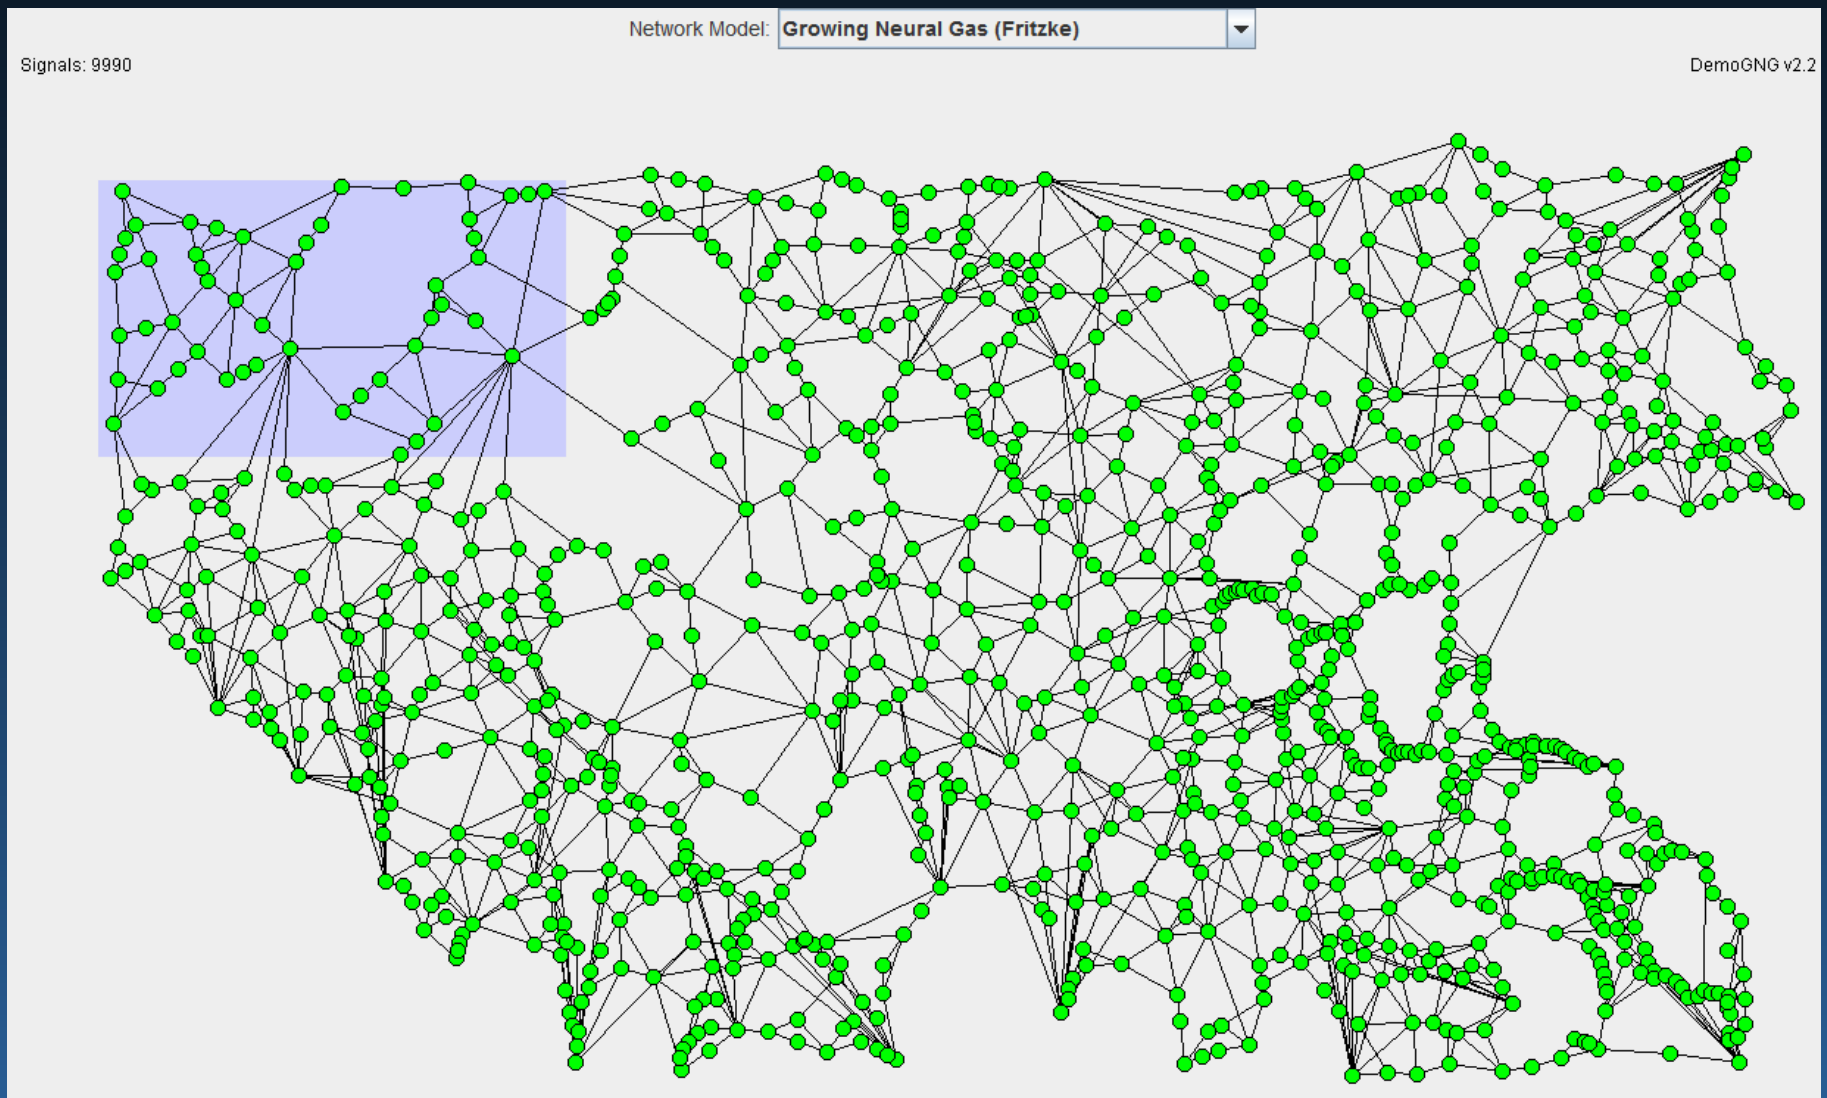 Network Model: Growing Neural Gas (Fritzke)
Signals: 9990
DemoGNG v2.2